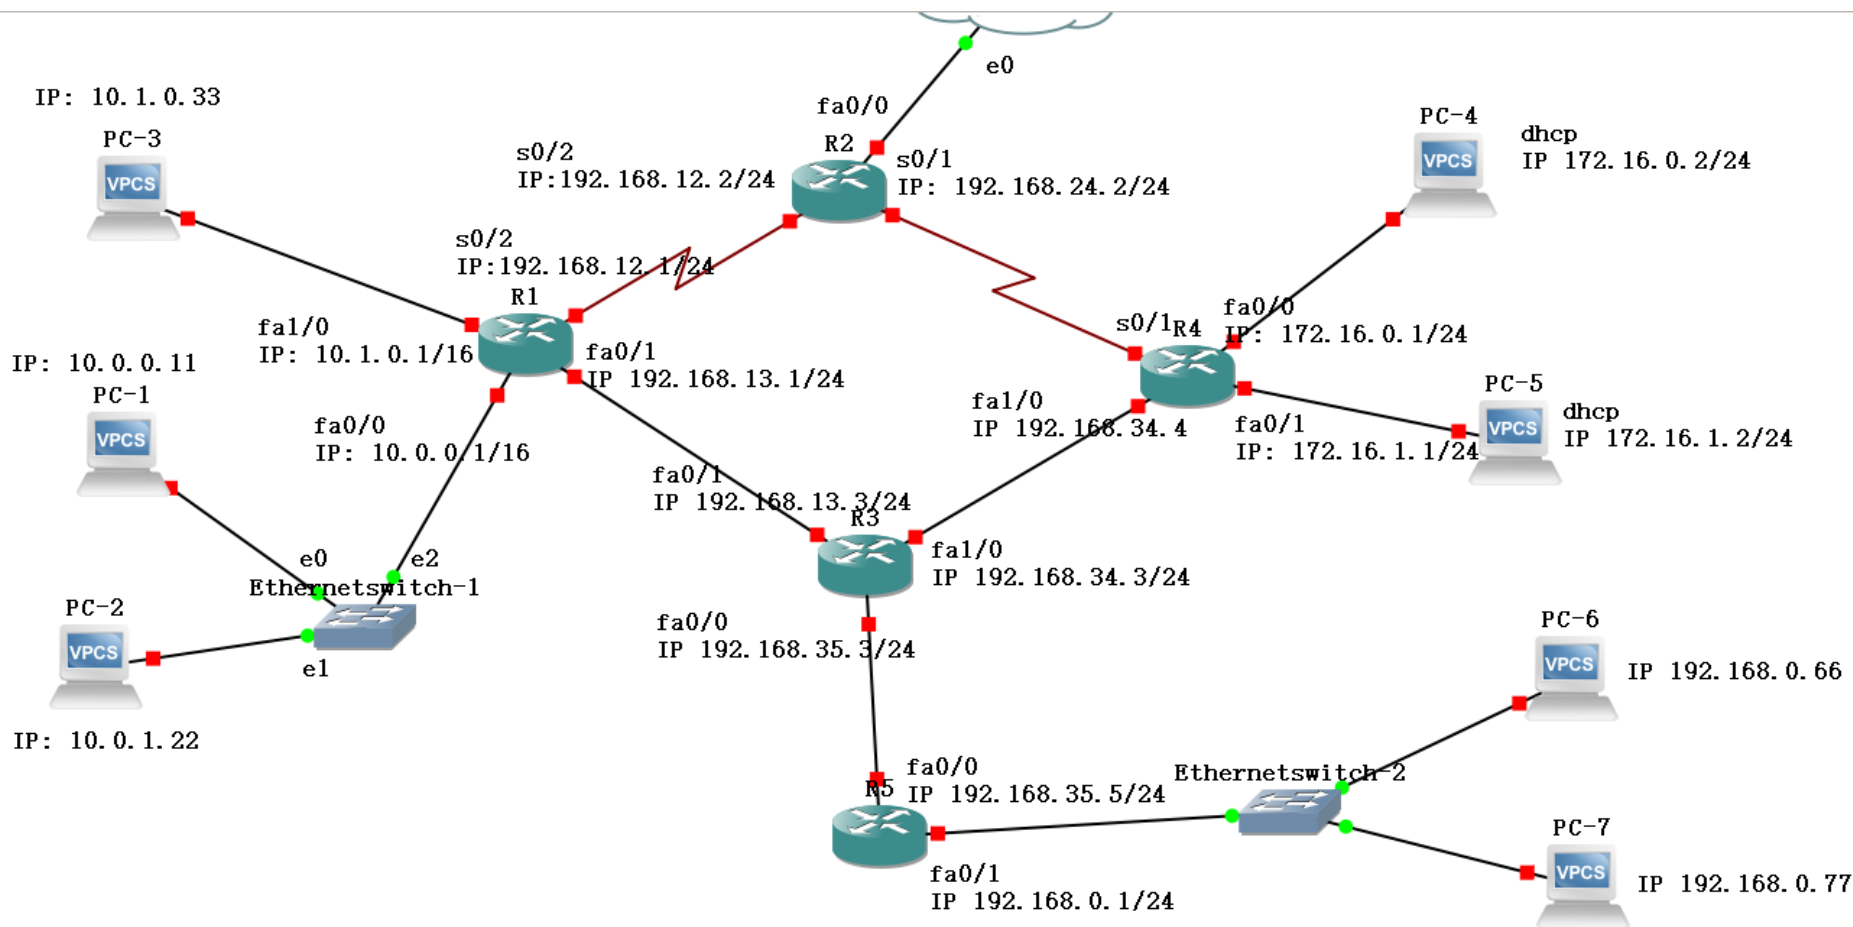 e0
fa0/0
IP: 10.1.0.33
PC-3
VPCS
R2
s0/2
IP:192.168.12.2/24
s0/1
IP: 192.168.24.2/24
PC-4
VPCS
dhcp
IP 172.16.0.2/24
s0/2
IP:192.168.12.1/24
R1
fa1/0
IP: 10.1.0.1/16
fa0/1
IP 192.168.13.1/24
s0/1
R4
fa0/0
IP: 172.16.0.1/24
IP: 10.0.0.11
PC-1
VPCS
fa0/0
IP: 10.0.0.1/16
fa1/0
IP 192.168.34.4
fa0/1
IP: 172.16.1.1/24
PC-5
VPCS
dhcp
IP 172.16.1.2/24
fa0/1
IP 192.168.13.3/24
R3
fa1/0
IP 192.168.34.3/24
e0
e2
Ethernetswitch-1
e1
PC-2
VPCS
IP: 10.0.1.22
fa0/0
IP 192.168.35.3/24
PC-6
VPCS
IP 192.168.0.66
R5
fa0/0
IP 192.168.35.5/24
Ethernetswitch-2
fa0/1
IP 192.168.0.1/24
PC-7
VPCS
IP 192.168.0.77